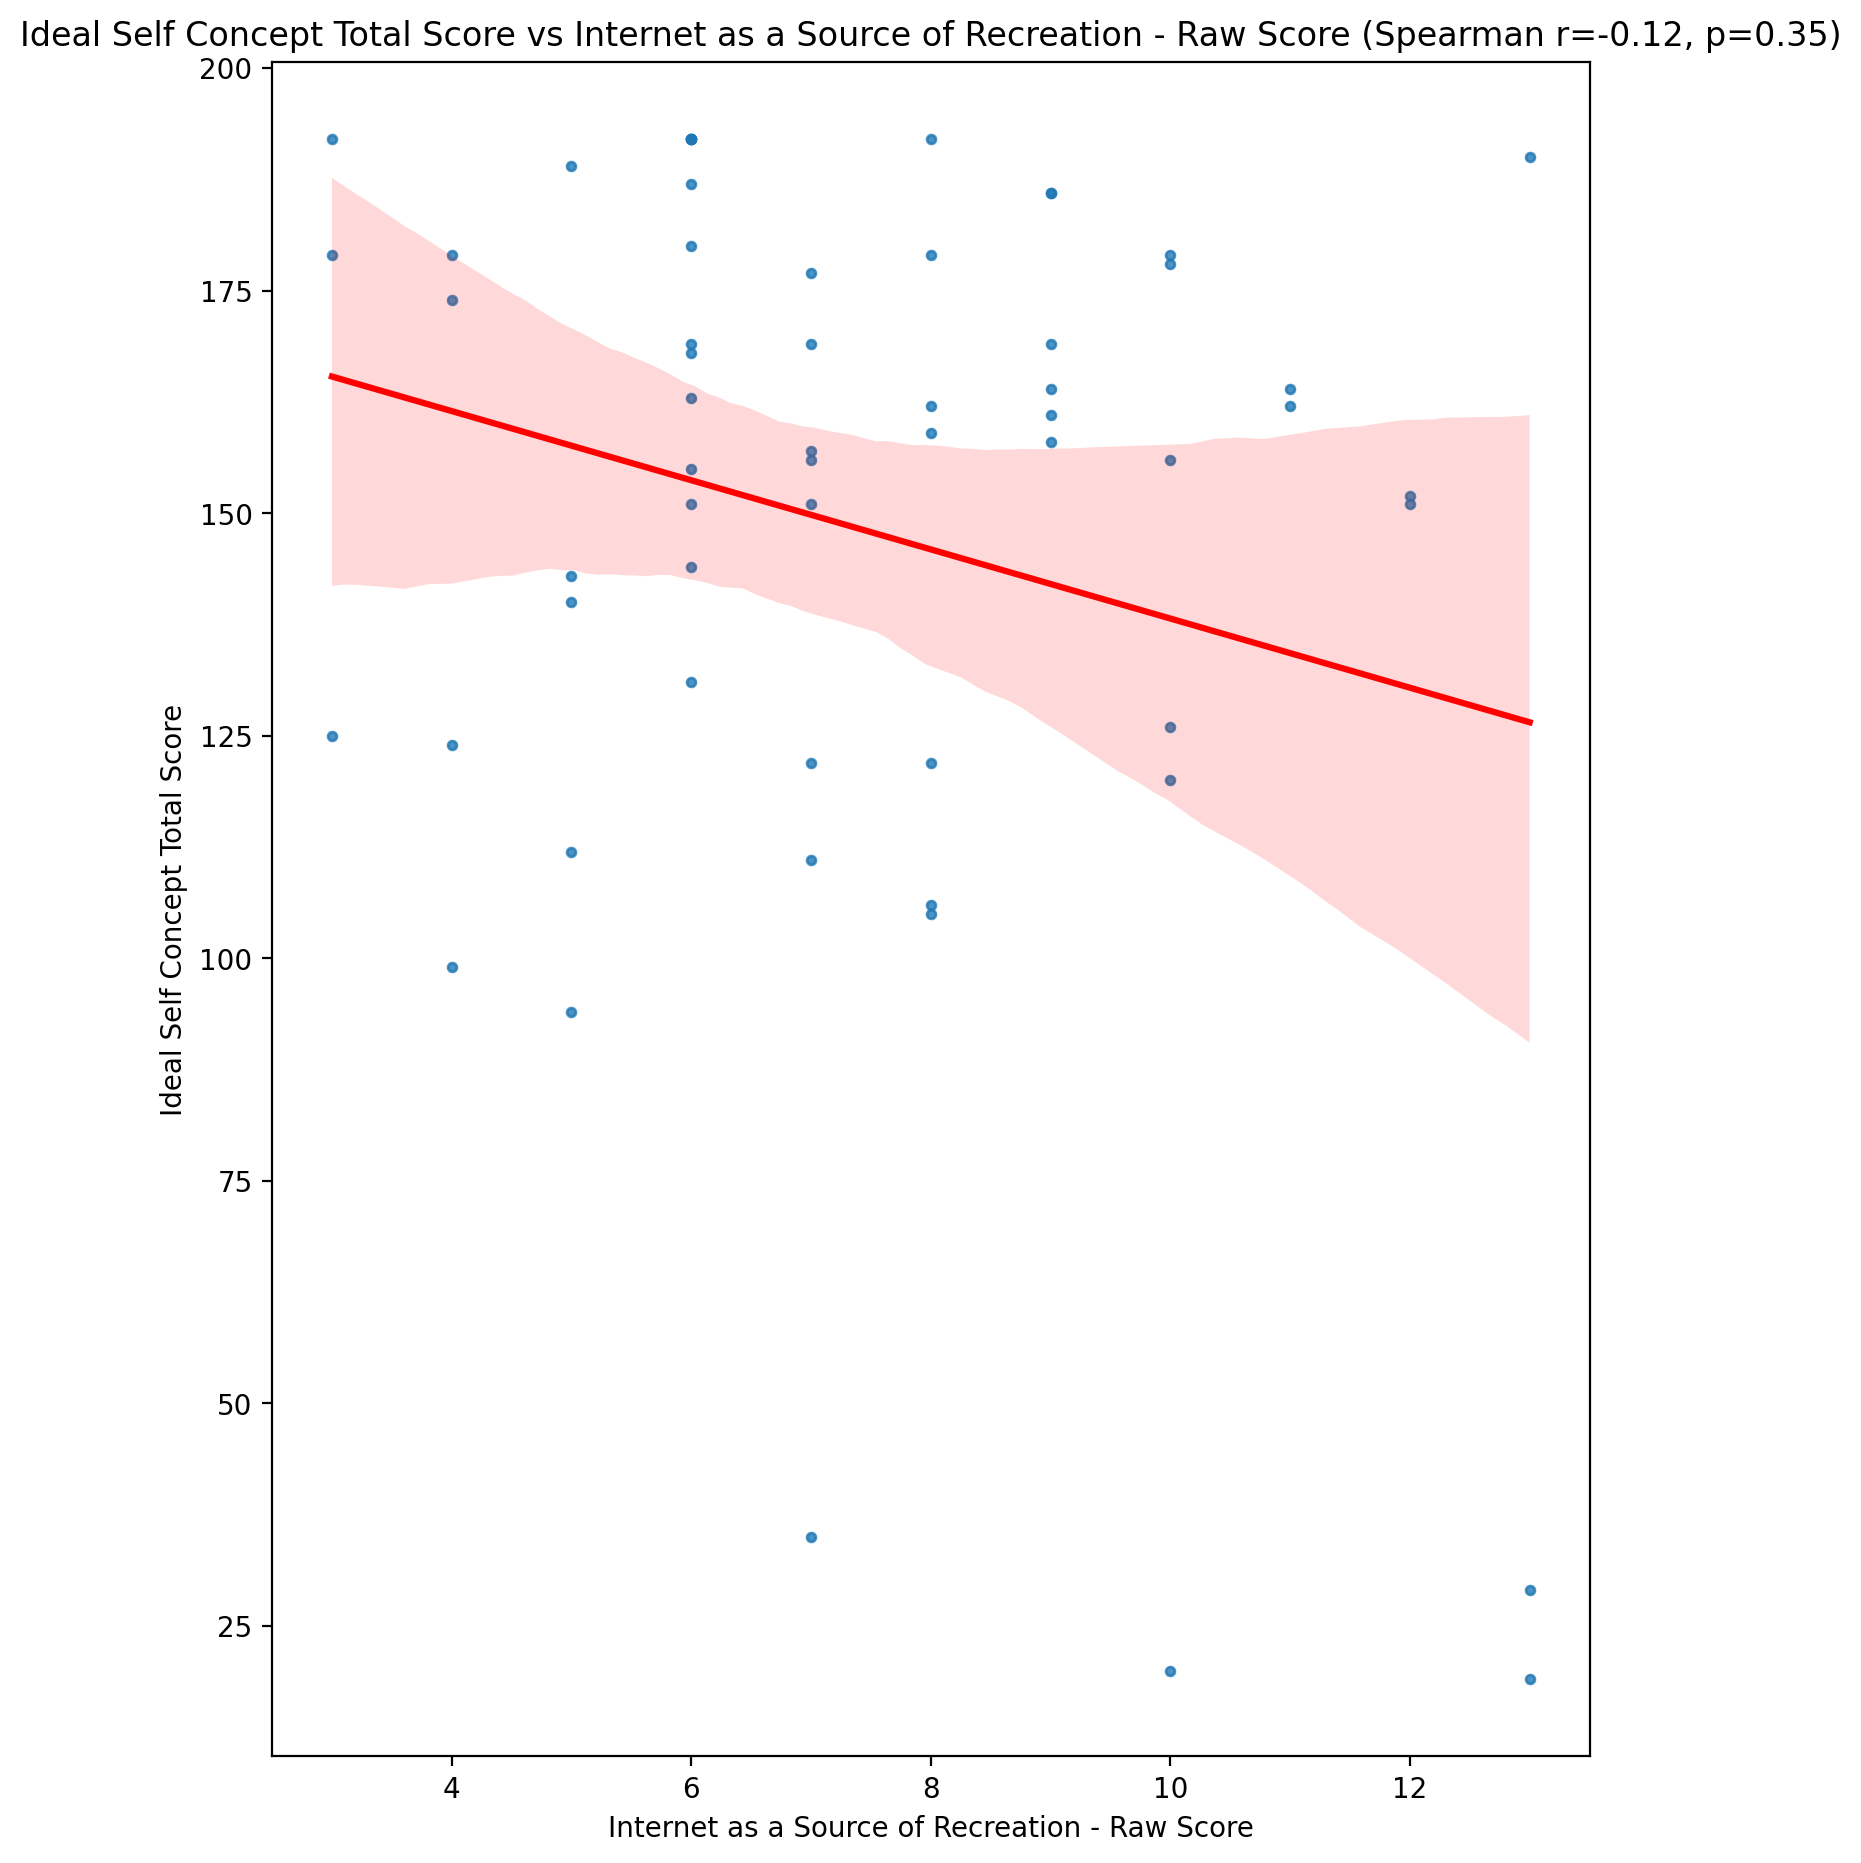 Ideal Self Concept Total Score vs Internet as a Source of Recreation - Raw Score (Spearman r=-0.12, p=0.35)
200
175
150
125
100
75
50
25
Ideal Self Concept Total Score
4 6 8 10 12
Internet as a Source of Recreation - Raw Score